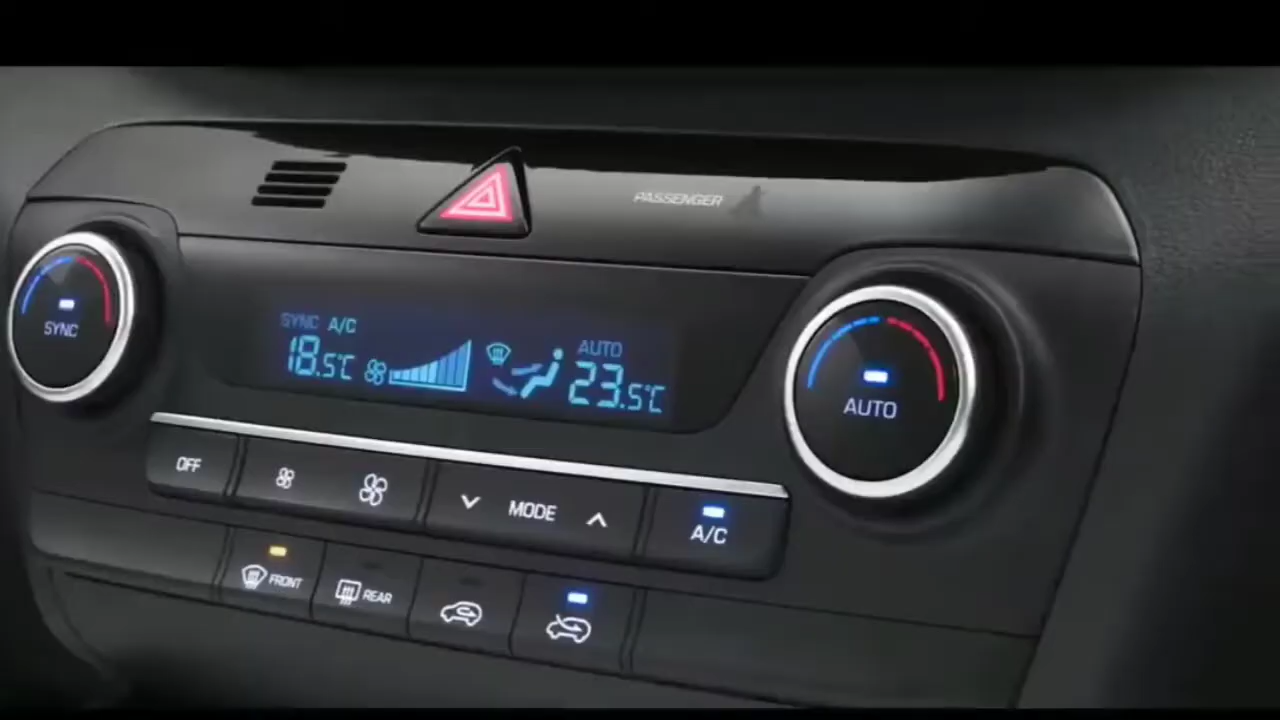 PASSENGER
SYNC
SYNC A/C
18.5°C
AUTO
23.5°C
AUTO
OFF
MODE
A/C
FRONT
REAR